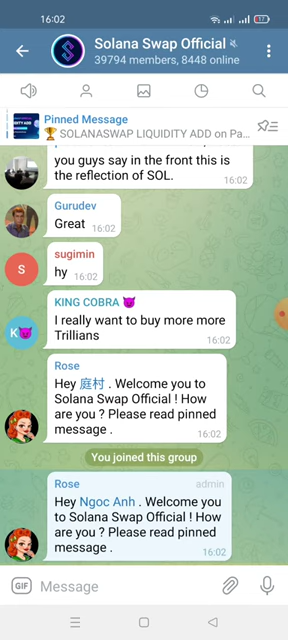 16:02
17
Solana Swap Official
39794 members, 8448 online
Pinned Message
🏆 SOLANASWAP LIQUIDITY ADD on Pa...
you guys say in the front this is
the reflection of SOL.
16:02
Gurudev
Great 16:02
sugimin
S
hy 16:02
KING COBRA 😈
K😈
I really want to buy more more
Trillians
16:02
Rose
Hey 庭村 . Welcome you to
Solana Swap Official ! How
are you ? Please read pinned
message .
16:02
You joined this group
Rose admin
Hey Ngoc Anh . Welcome you
to Solana Swap Official ! How
are you ? Please read pinned
message .
16:02
GIF Message